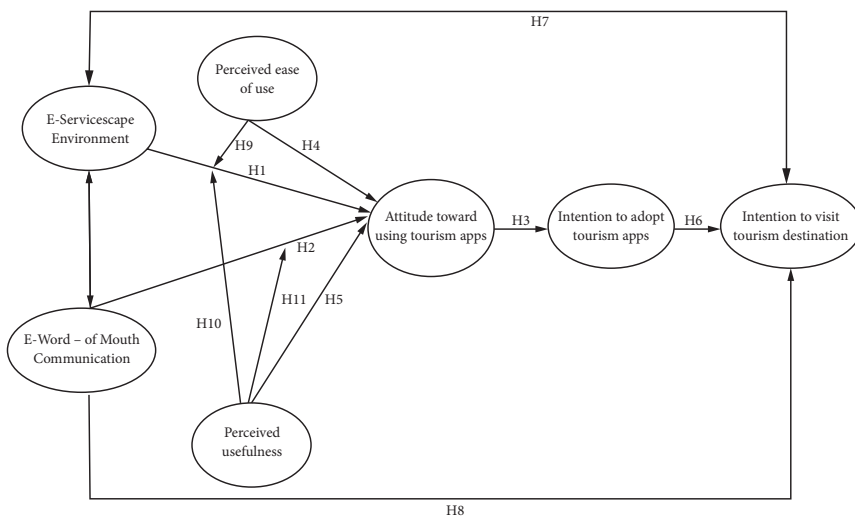 H7
Perceived ease
of use
E-Servicescape
Environment
H9
H4
H1
Attitude toward
using tourism apps
H3
Intention to adopt
tourism apps
H6
Intention to visit
tourism destination
H2
H11
H5
H10
E-Word – of Mouth
Communication
Perceived
usefulness
H8